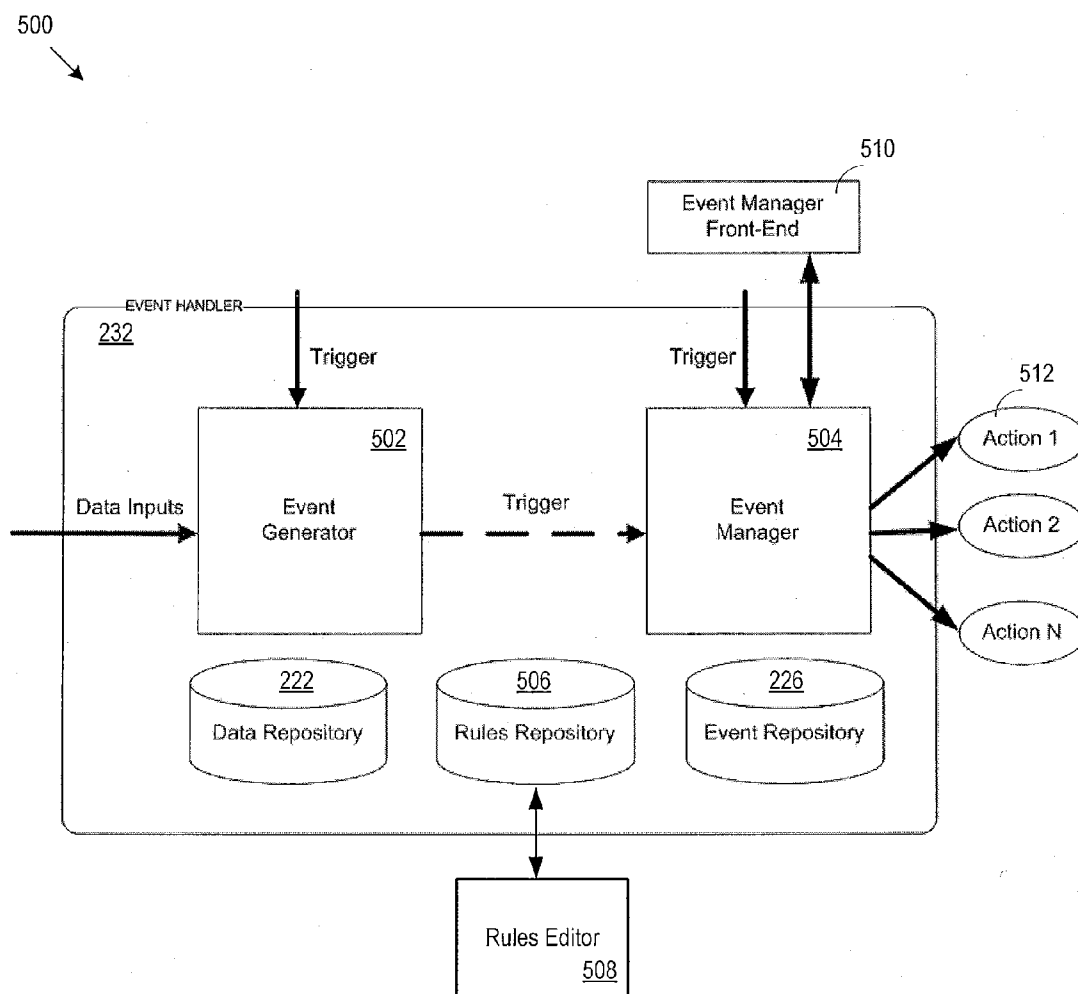 500
510
Event Manager
Front-End
EVENT HANDLER
232
Trigger
Trigger
512
502
504
Action 1
Data Inputs
Event
Generator
Trigger
Event
Manager
Action 2
Action N
222
506
226
Data Repository
Rules Repository
Event Repository
Rules Editor
508